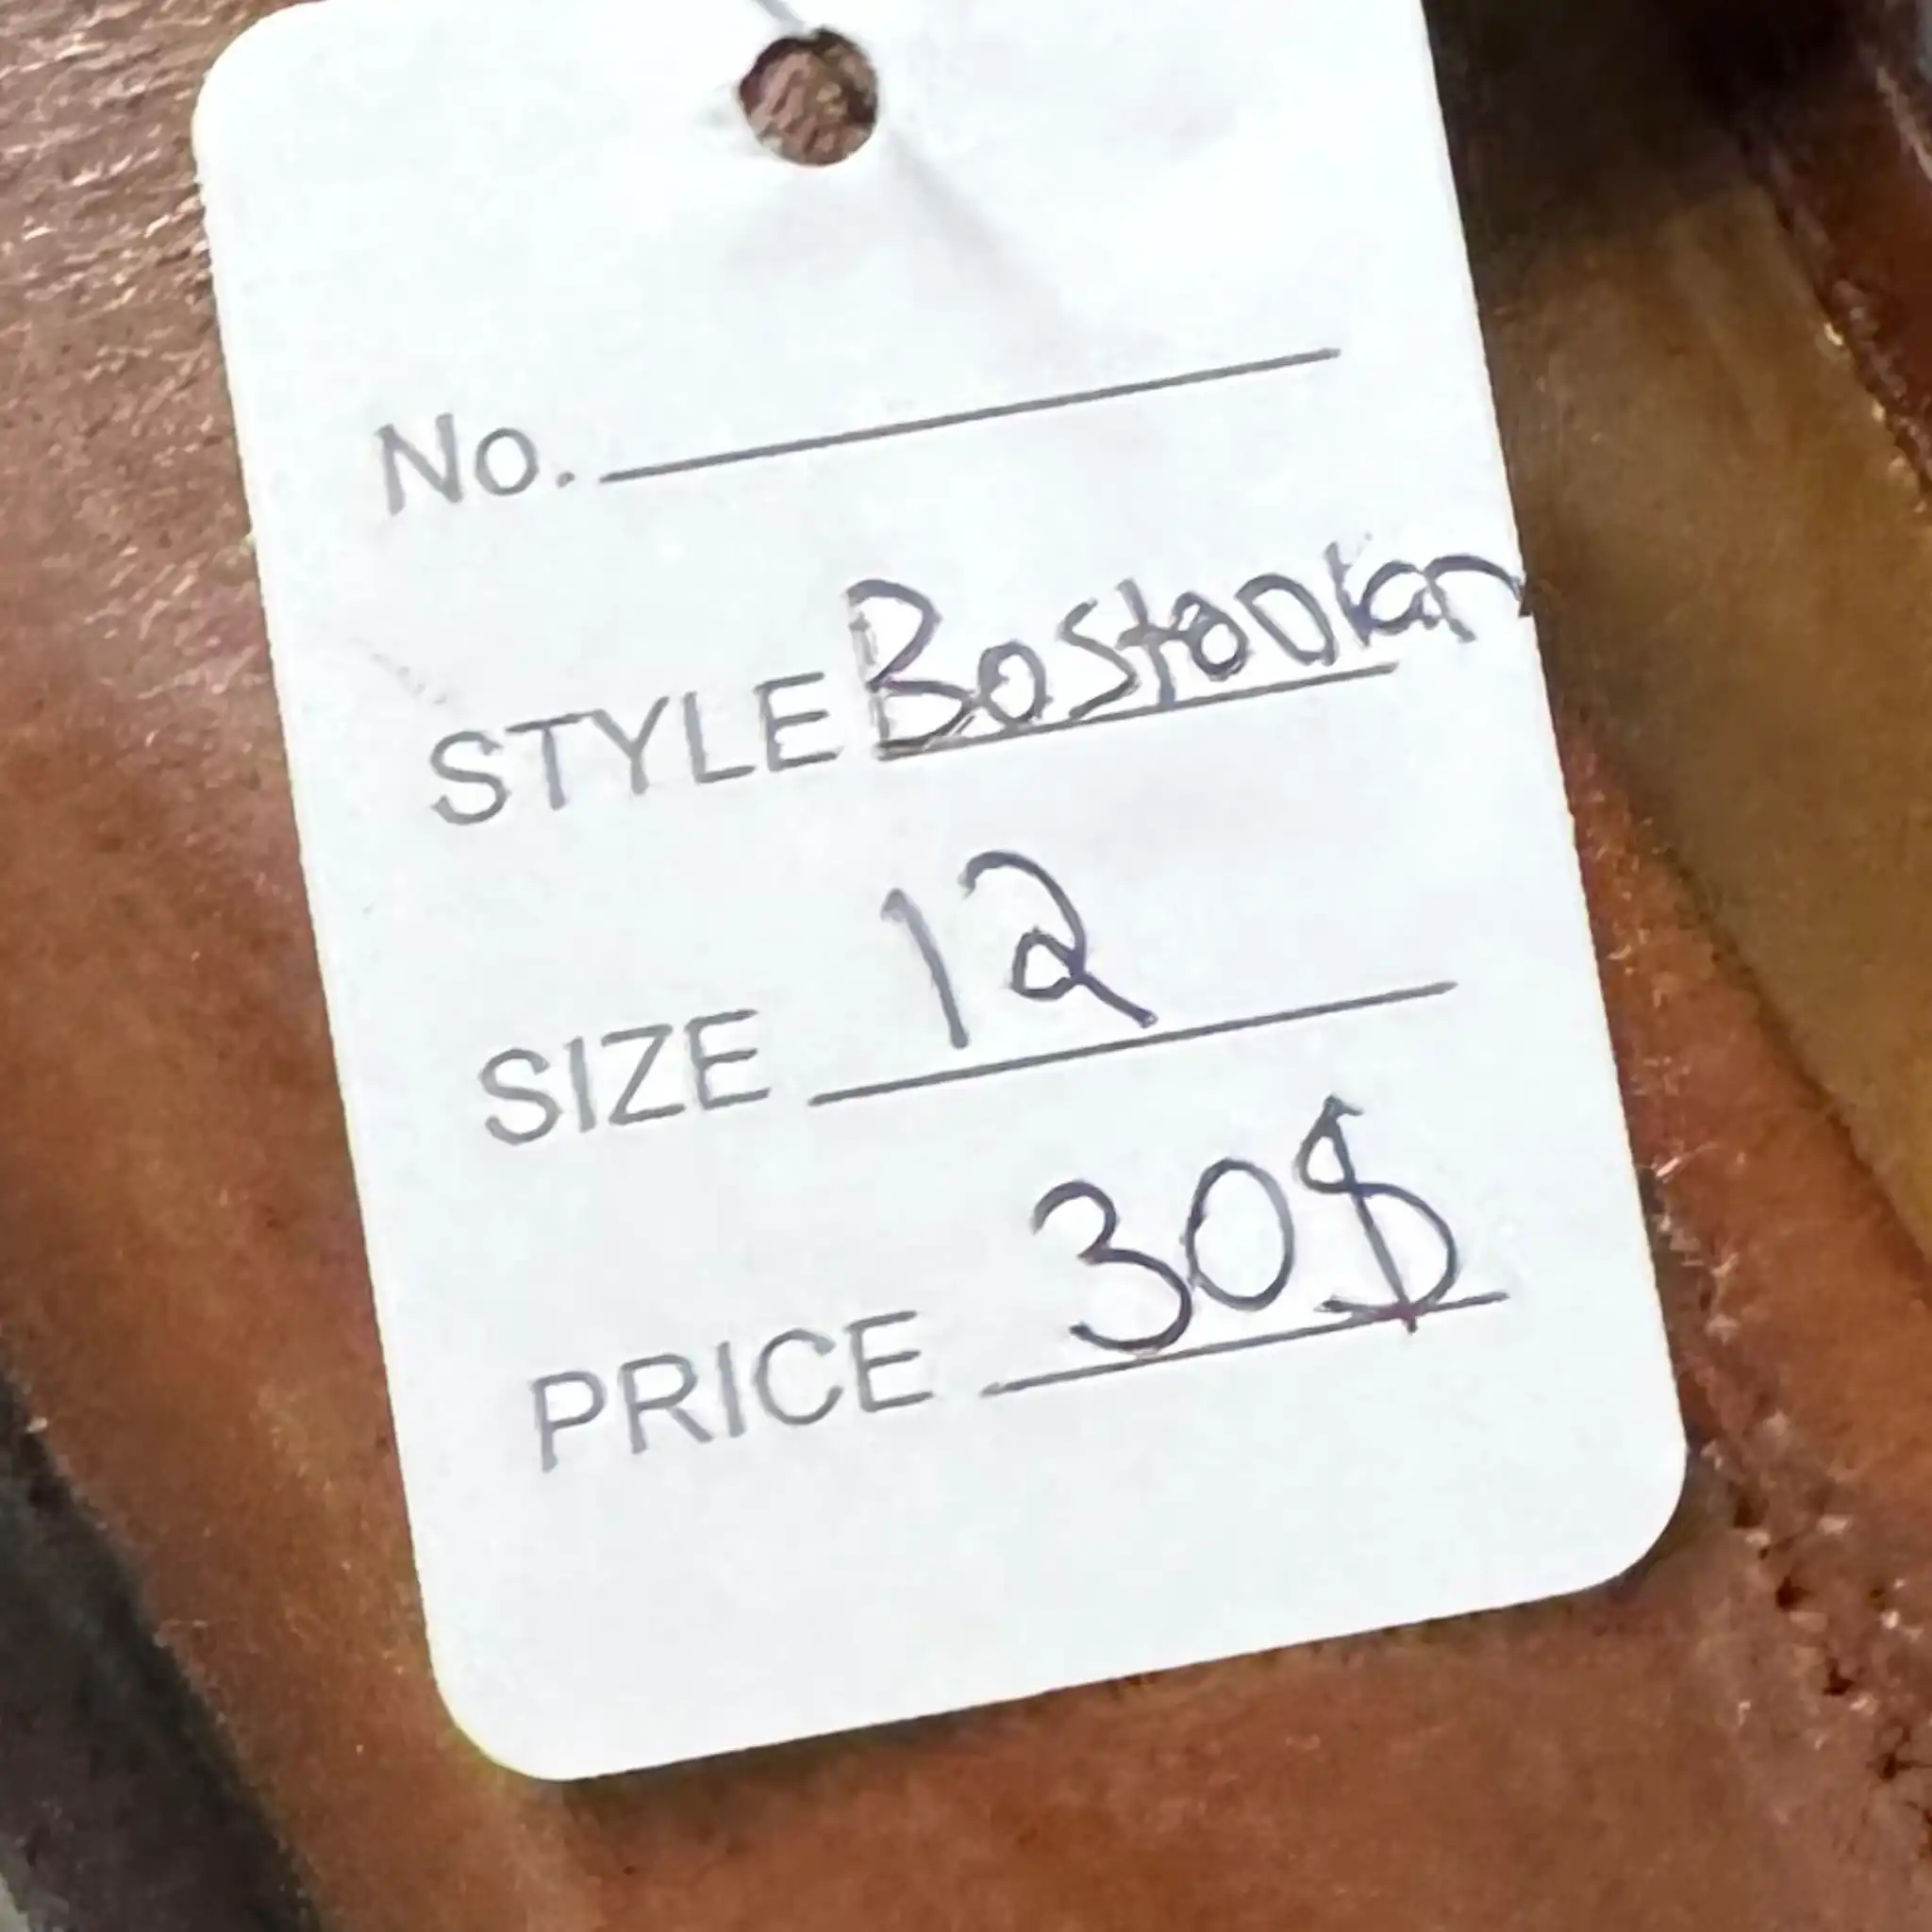 No.
STYLE Bostonian
SIZE 12
PRICE 30$